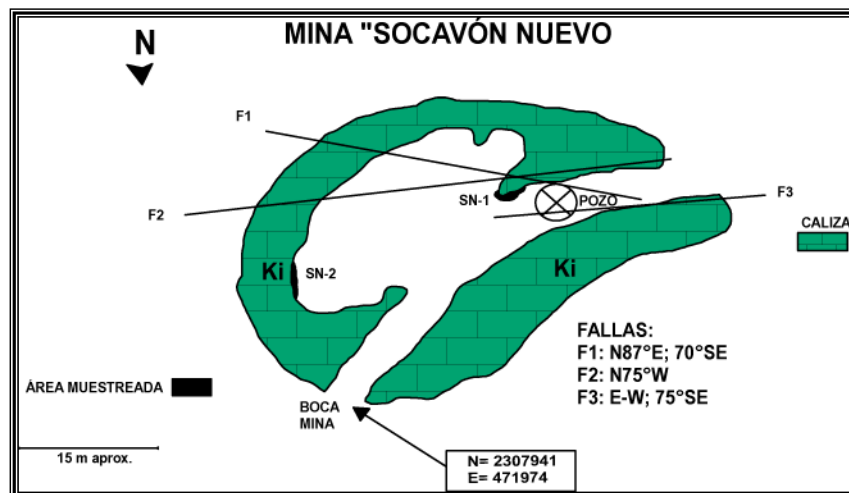 MINA "SOCAVÓN NUEVO
N
F1
F2
SN-1
POZO
F3
CALIZA
Ki
SN-2
Ki
FALLAS:
F1: N87°E; 70°SE
F2: N75°W
F3: E-W; 75°SE
ÁREA MUESTREADA
BOCA
MINA
15 m aprox.
N= 2307941
E= 471974